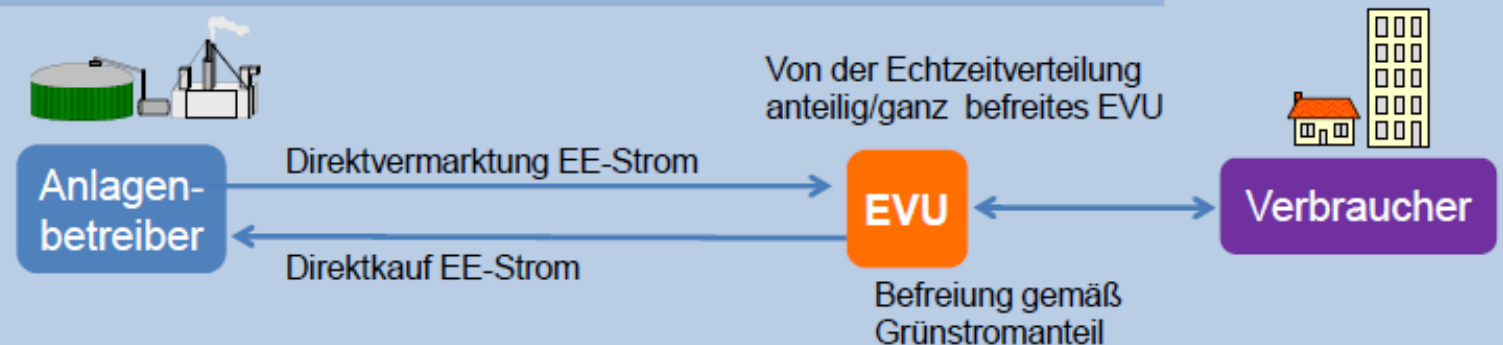 Von der Echtzeitverteilung
anteilig/ganz befreites EVU
Anlagen-
betreiber
Direktvermarktung EE-Strom
Direktkauf EE-Strom
EVU
Verbraucher
Befreiung gemäß
Grünstromanteil